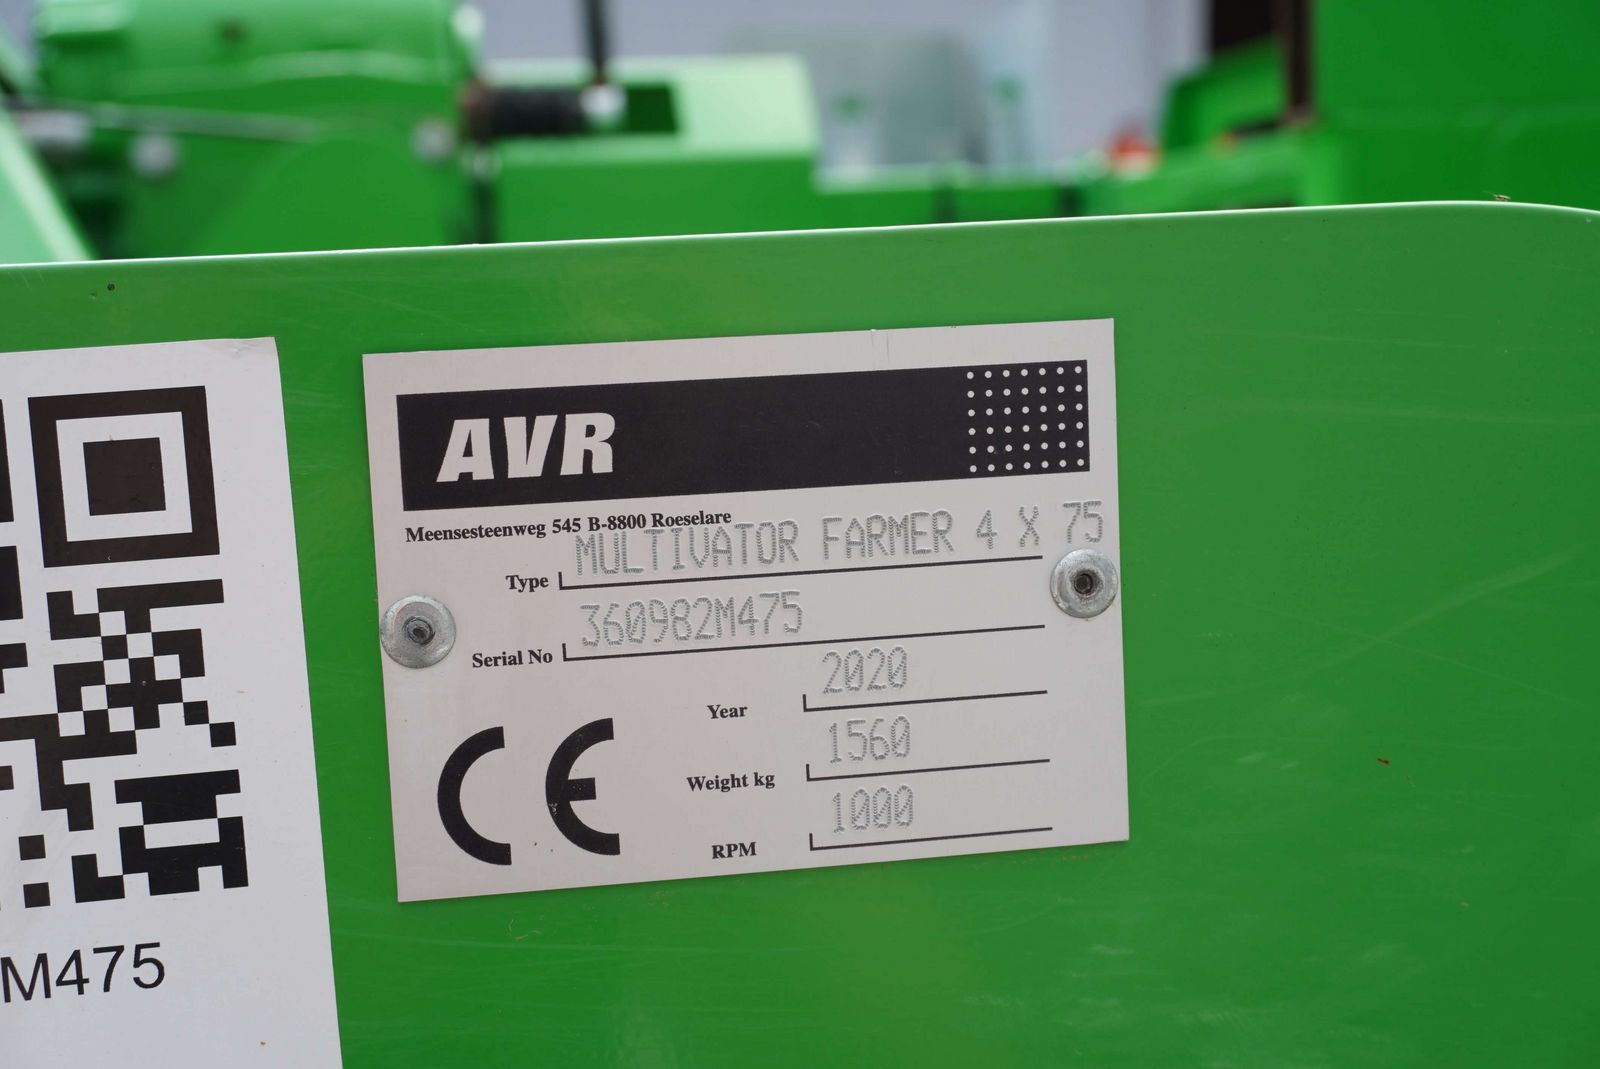 AVR
Meensesteenweg 545 B-8800 Roeselare
Type MULTIVATOR FARMER 4 X 75
Serial No 360982M475
Year 2020
Weight kg 1560
RPM 1000
CE
M475